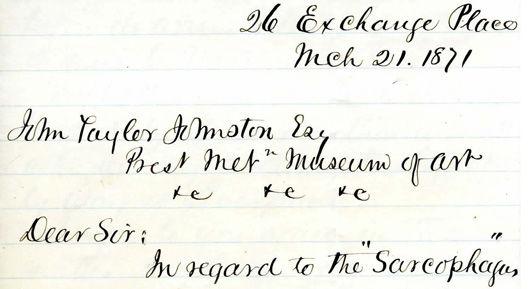 26 Exchange Place
Mch 21. 1871
John Taylor Johnston Esq
Prest Metn Museum of art
&c &c &c
Dear Sir:
In regard to the "Sarcophagus"